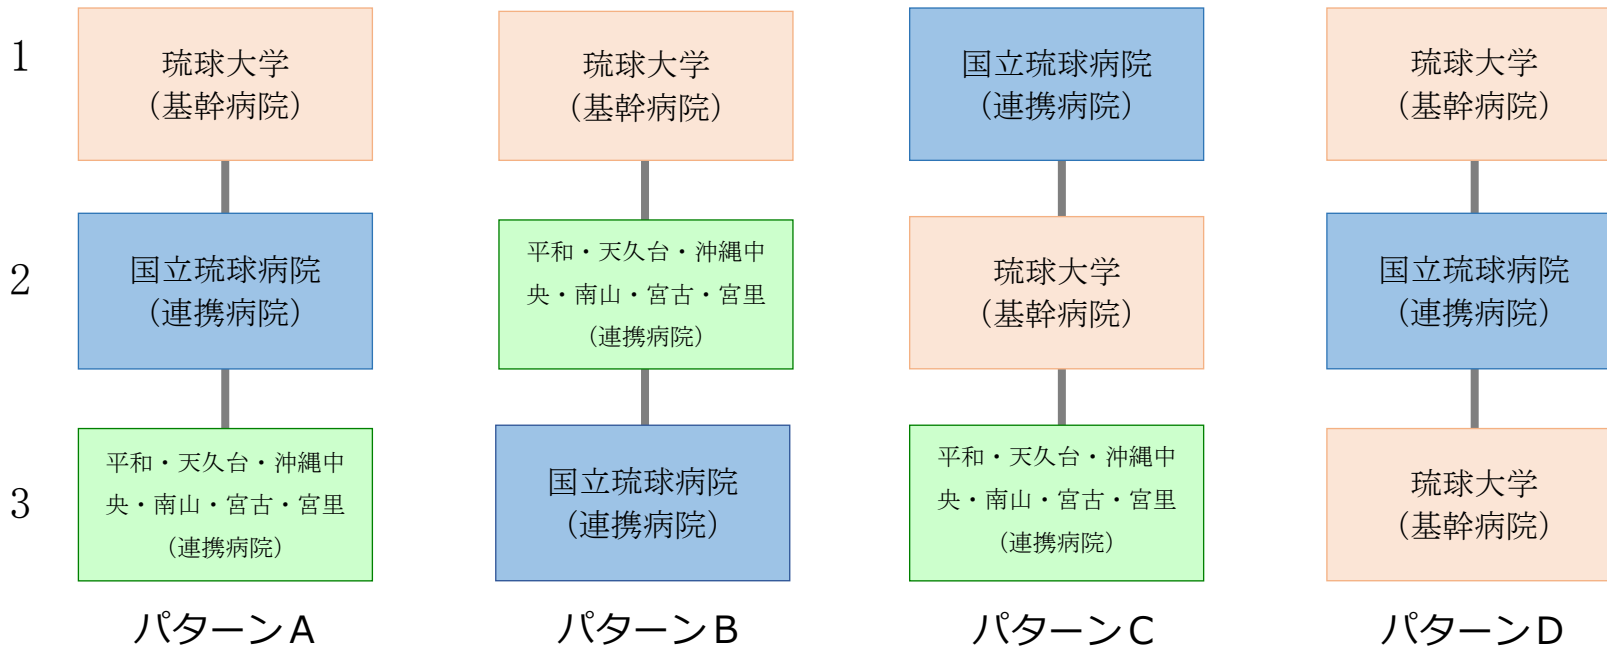 1
琉球大学
（基幹病院）
琉球大学
（基幹病院）
国立琉球病院
（連携病院）
琉球大学
（基幹病院）
2
国立琉球病院
（連携病院）
平和・天久台・沖縄中
央・南山・宮古・宮里
（連携病院）
琉球大学
（基幹病院）
国立琉球病院
（連携病院）
3
平和・天久台・沖縄中
央・南山・宮古・宮里
（連携病院）
国立琉球病院
（連携病院）
平和・天久台・沖縄中
央・南山・宮古・宮里
（連携病院）
琉球大学
（基幹病院）
パターンA
パターンB
パターンC
パターンD